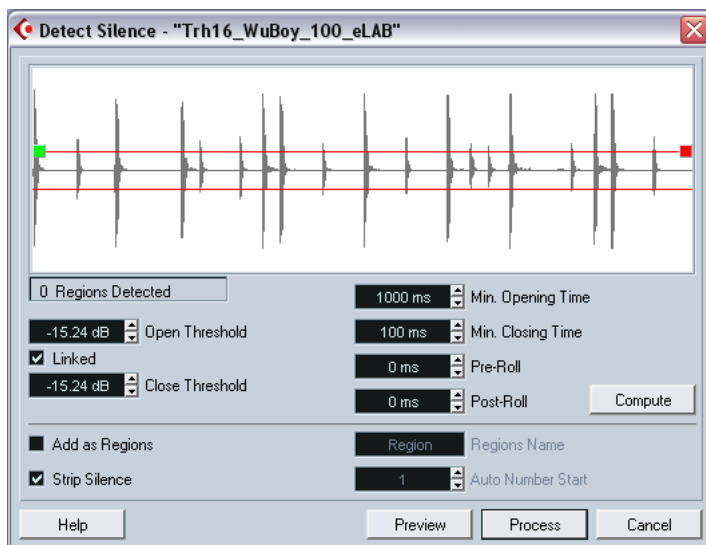 Detect Silence - "Trh16_WuBoy_100_eLAB"
0 Regions Detected
1000 ms Min. Opening Time
-15.24 dB Open Threshold
100 ms Min. Closing Time
Linked
0 ms Pre-Roll
-15.24 dB Close Threshold
0 ms Post-Roll
Compute
Add as Regions
Region Regions Name
Strip Silence
1 Auto Number Start
Help
Preview
Process
Cancel